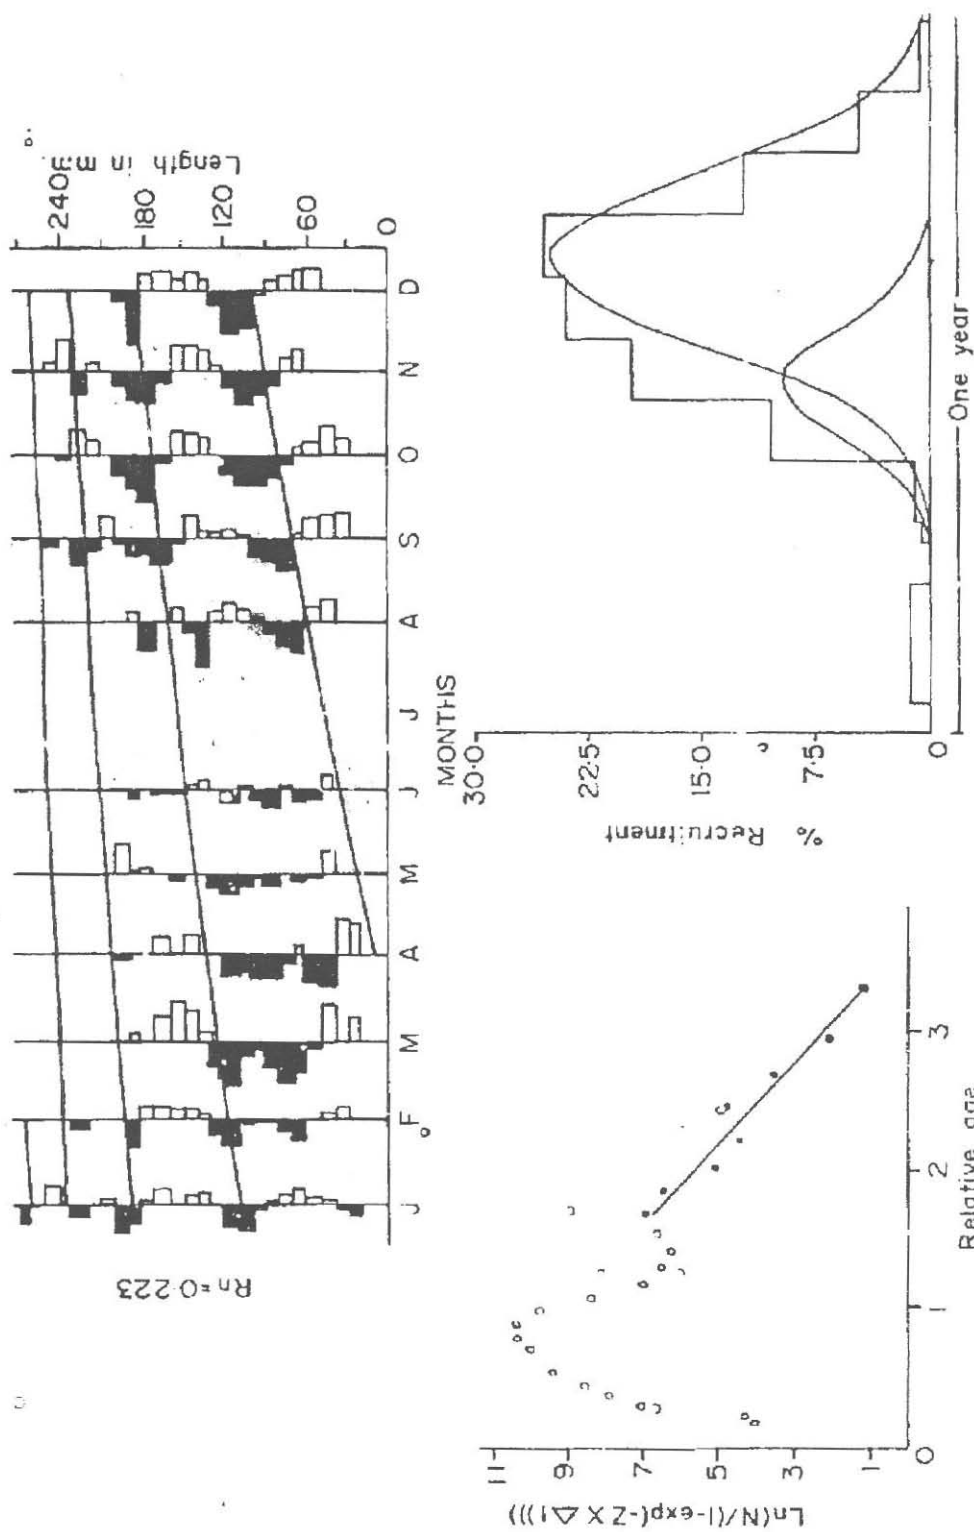 Rn=0.223
J F M A M J J A S O N D
MONTHS
Length in mm.
240
180
120
60
0
Ln(N/(1-exp(-Z X △1)))
11
9
7
5
3
1
0 1 2 3
Relative age
% Recruitment
30.0
22.5
15.0
7.5
0
One year